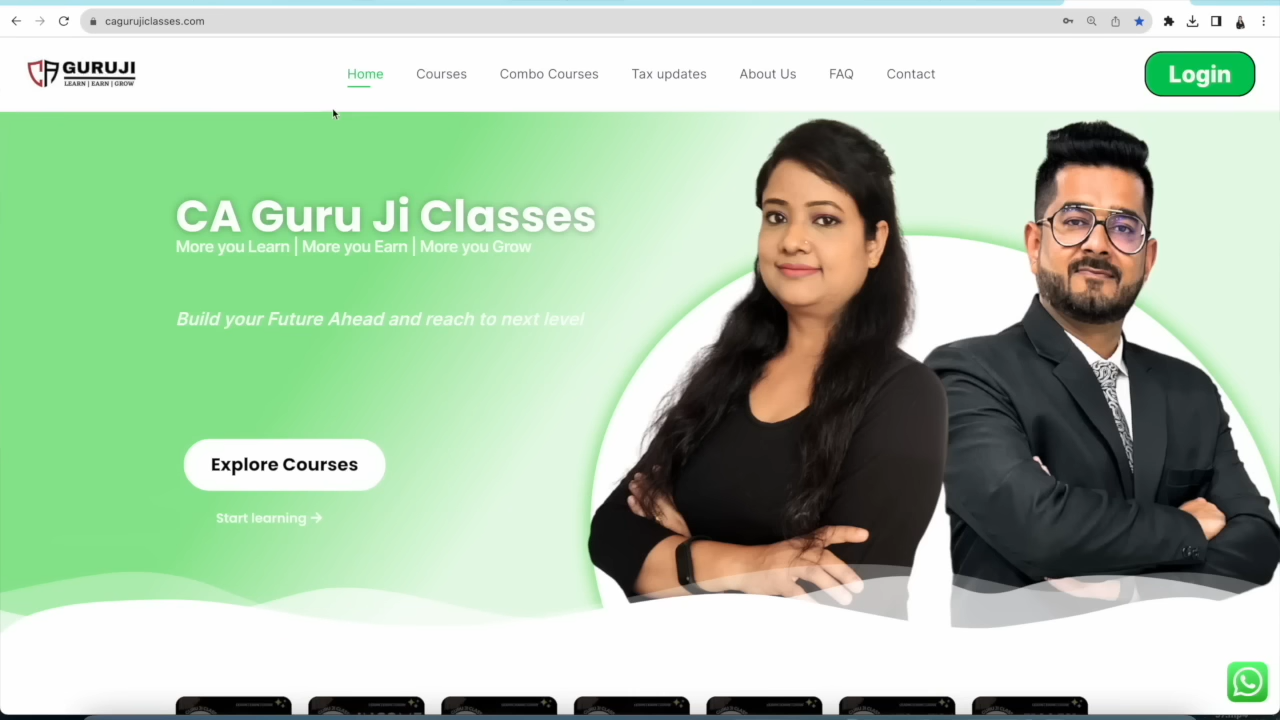 cagurujiclasses.com
GURUJI
LEARN | EARN | GROW
Home
Courses
Combo Courses
Tax updates
About Us
FAQ
Contact
Login
CA Guru Ji Classes
More you Learn | More you Earn | More you Grow
Build your Future Ahead and reach to next level
Explore Courses
Start learning →